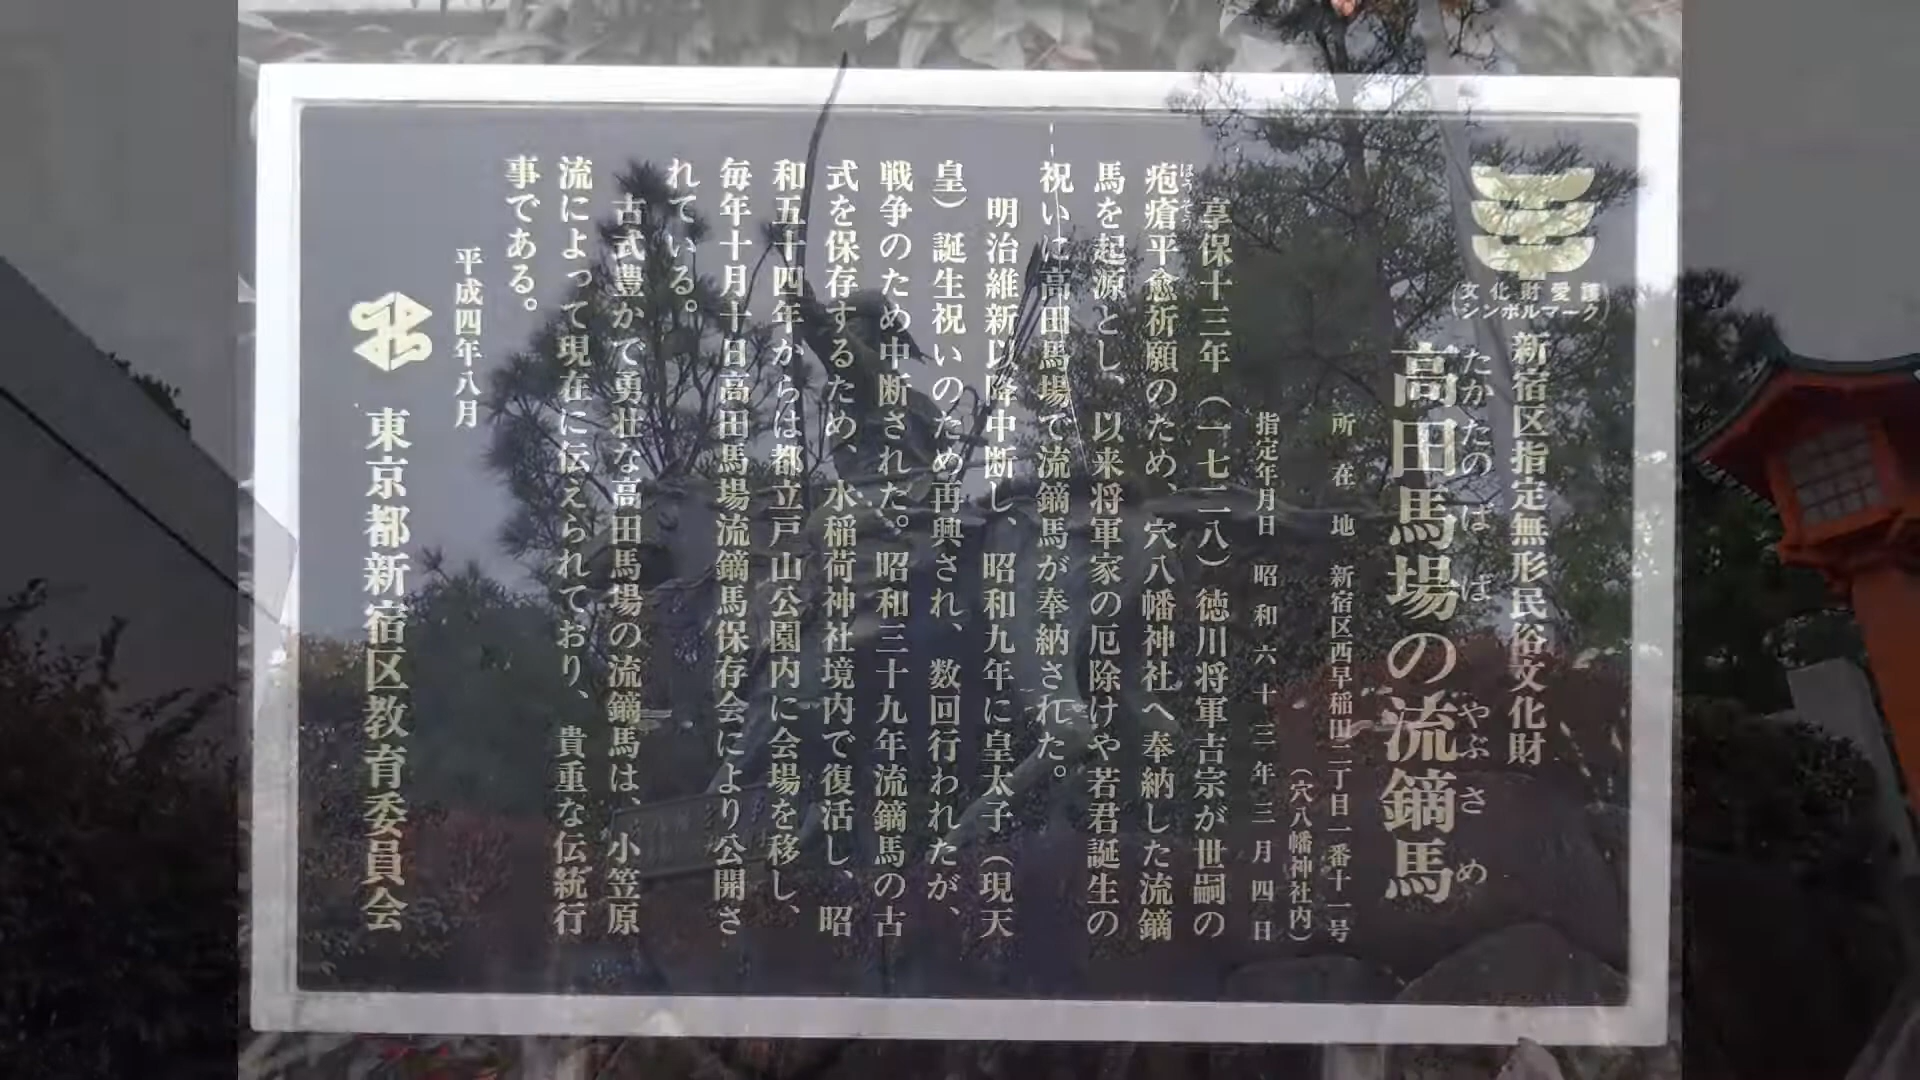 文化財愛護
シンボルマーク
新宿区指定無形民俗文化財
たかたのばば やぶさめ
高田馬場の流鏑馬
所在地 新宿区西早稲田二丁目一番十一号
(穴八幡神社内)
指定年月日 昭和六十三年三月四日
享保十三年(一七二八)徳川将軍吉宗が世嗣の
ほうそう
疱瘡平愈祈願のため、穴八幡神社へ奉納した流鏑
馬を起源とし、以来将軍家の厄除けや若君誕生の
祝いに高田馬場で流鏑馬が奉納された。
明治維新以降中断し、昭和九年に皇太子(現天
皇)誕生祝いのため再興され、数回行われたが、
戦争のため中断された。昭和三十九年流鏑馬の古
式を保存するため、水稲荷神社境内で復活し、昭
和五十四年からは都立戸山公園内に会場を移し、
毎年十月十日高田馬場流鏑馬保存会により公開さ
れている。
古式豊かで勇壮な高田馬場の流鏑馬は、小笠原
流によって現在に伝えられており、貴重な伝統行
事である。
平成四年八月
東京都新宿区教育委員会